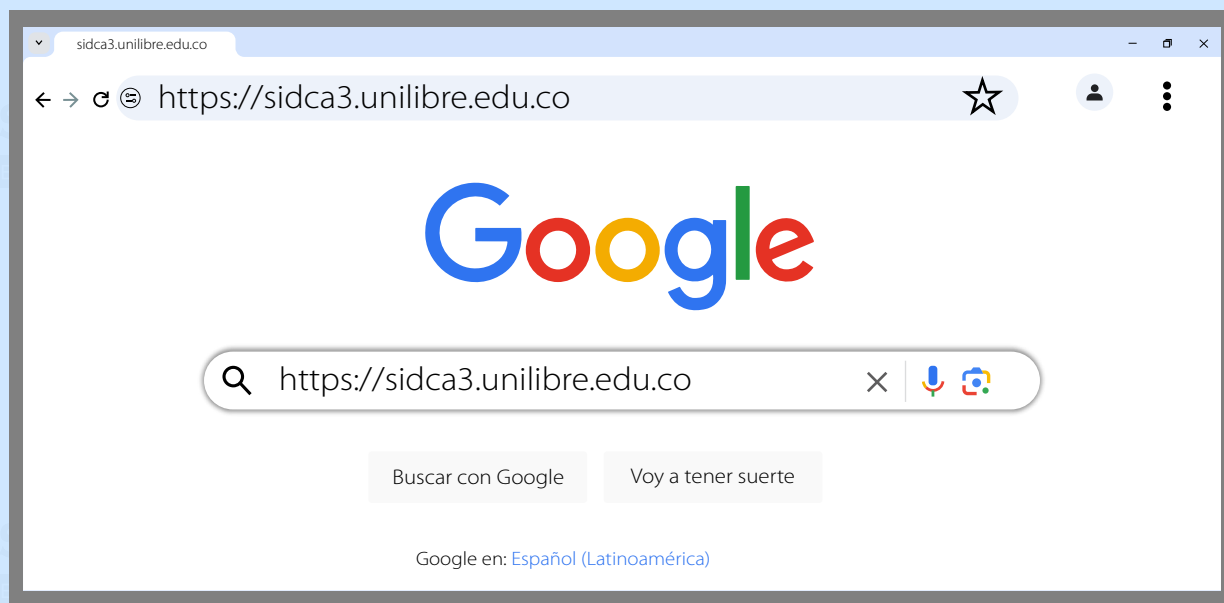 sidca3.unilibre.edu.co
https://sidca3.unilibre.edu.co
Google
https://sidca3.unilibre.edu.co
Buscar con Google
Voy a tener suerte
Google en: Español (Latinoamérica)